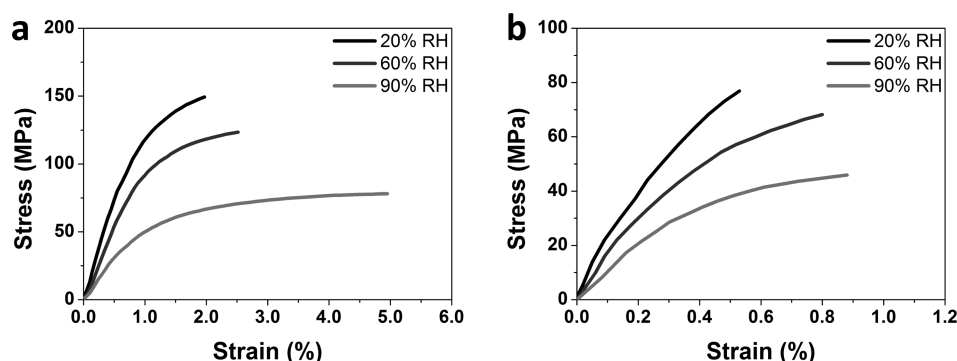 a
200
150
100
50
0
Stress (MPa)
20% RH
60% RH
90% RH
0.0 1.0 2.0 3.0 4.0 5.0 6.0
Strain (%)
b
100
80
60
40
20
0
Stress (MPa)
20% RH
60% RH
90% RH
0.0 0.2 0.4 0.6 0.8 1.0 1.2
Strain (%)